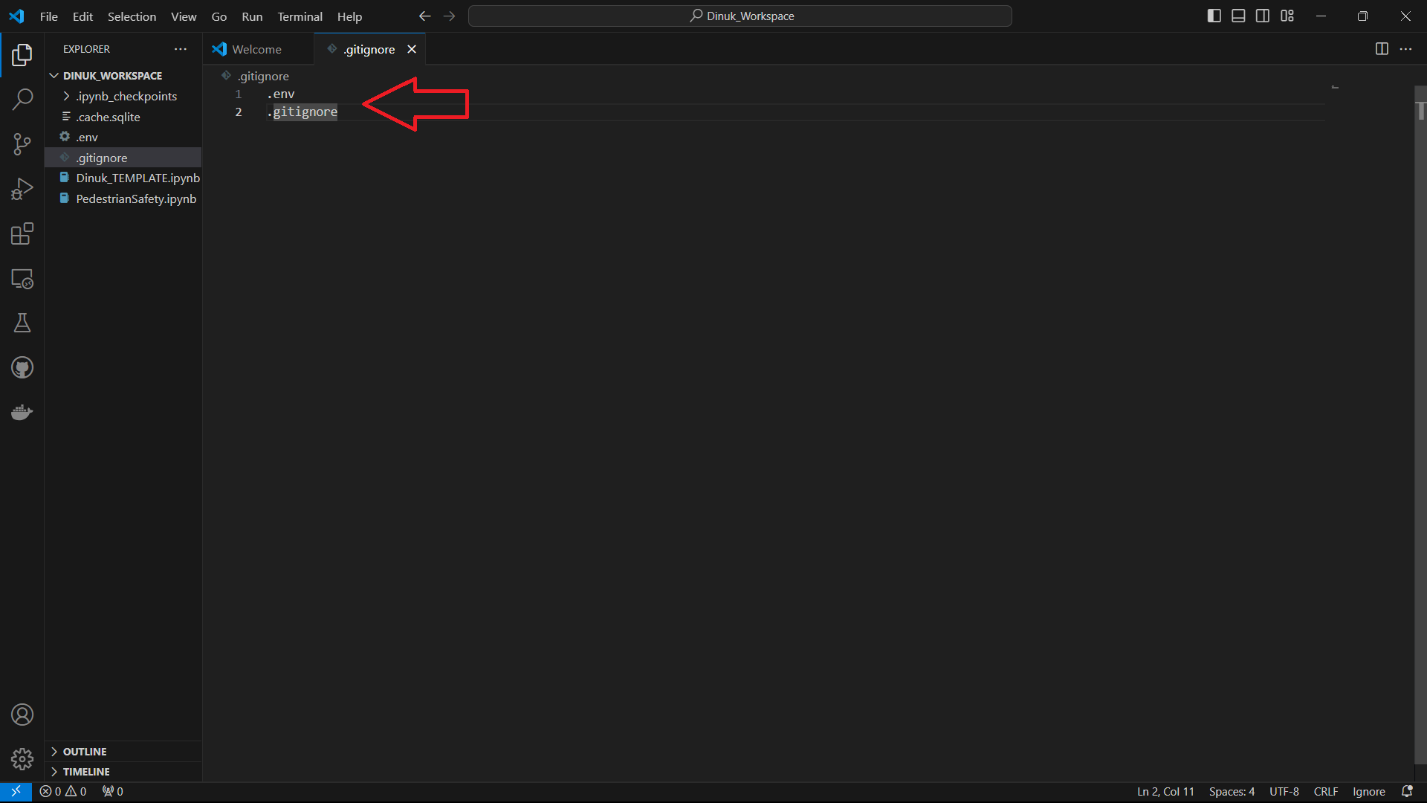 File Edit Selection View Go Run Terminal Help
Dinuk_Workspace
EXPLORER
DINUK_WORKSPACE
.ipynb_checkpoints
.cache.sqlite
.env
.gitignore
Dinuk_TEMPLATE.ipynb
PedestrianSafety.ipynb
OUTLINE
TIMELINE
Welcome
.gitignore
.gitignore
1 .env
2 .gitignore
0 0 0
Ln 2, Col 11 Spaces: 4 UTF-8 CRLF Ignore